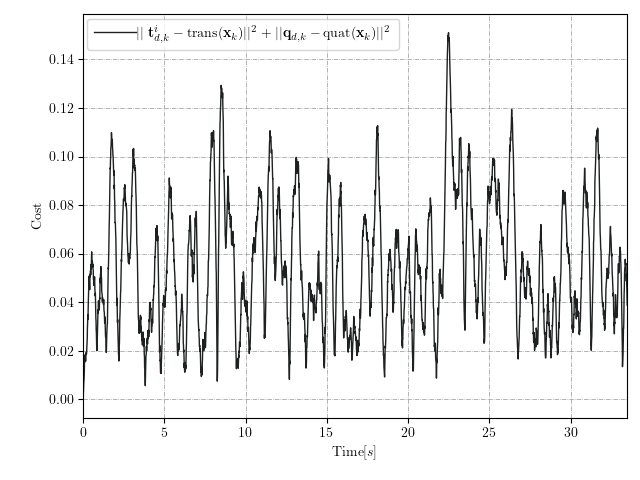 || t^i_{d,k} − trans(x_k)||² + ||q_{d,k} − quat(x_k)||²
0.14
0.12
0.10
0.08
0.06
0.04
0.02
0.00
Cost
0 5 10 15 20 25 30
Time[s]